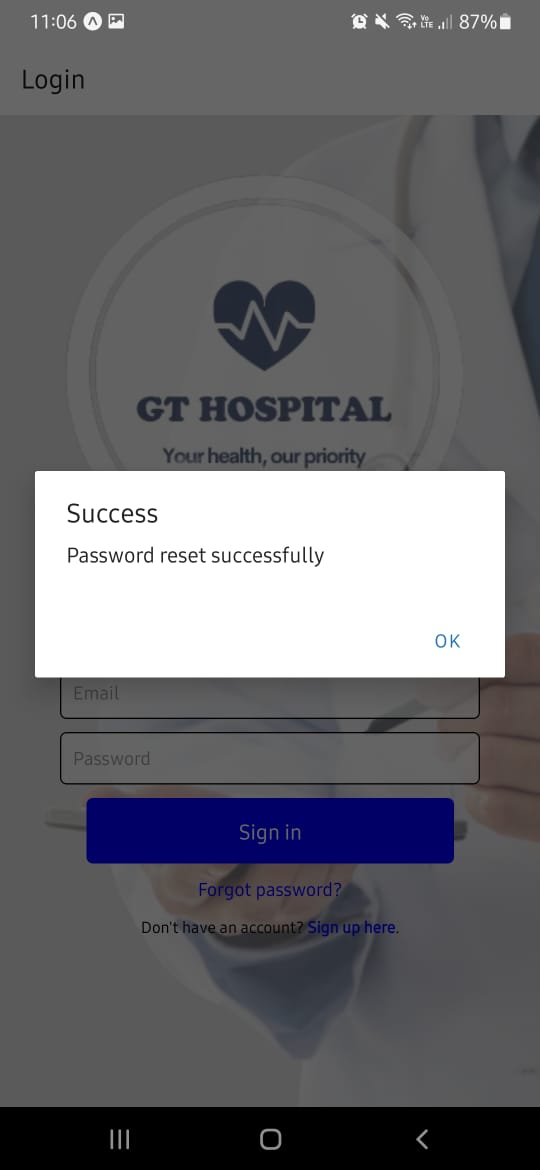 11:06 Vo LTE 87%
Login
GT HOSPITAL
Your health, our priority
Success
Password reset successfully
OK
Email
Password
Sign in
Forgot password?
Don't have an account? Sign up here.